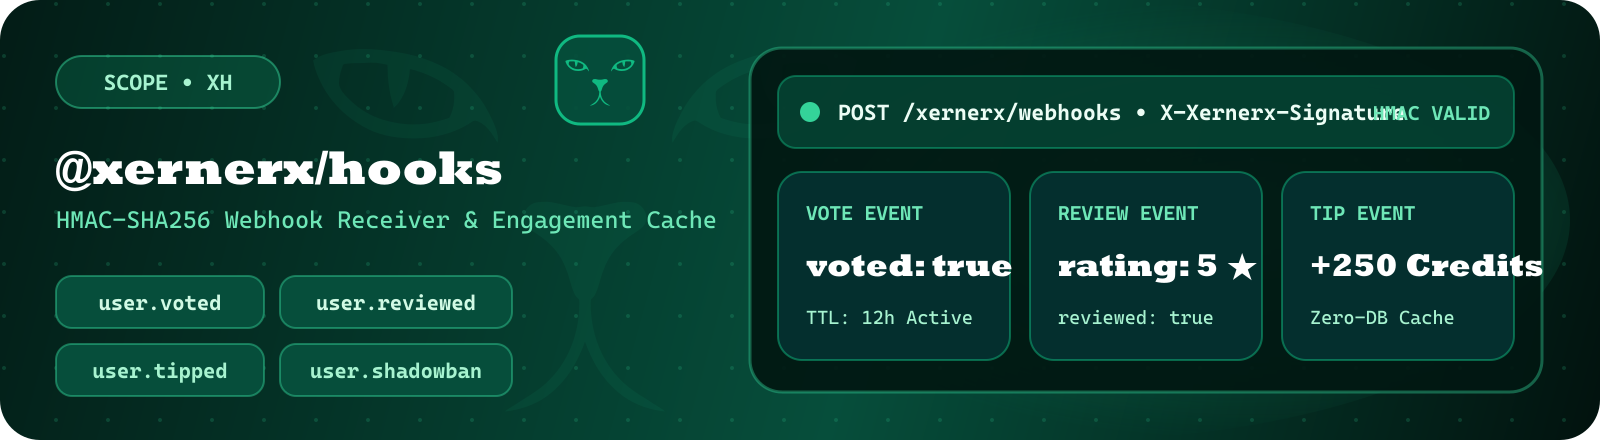 SCOPE • XH
@xernerx/hooks
HMAC-SHA256 Webhook Receiver & Engagement Cache
user.voted
user.reviewed
user.tipped
user.shadowban
POST /xernerx/webhooks • X-Xernerx-Signature
HMAC VALID
VOTE EVENT
voted: true
TTL: 12h Active
REVIEW EVENT
rating: 5 ★
reviewed: true
TIP EVENT
+250 Credits
Zero-DB Cache